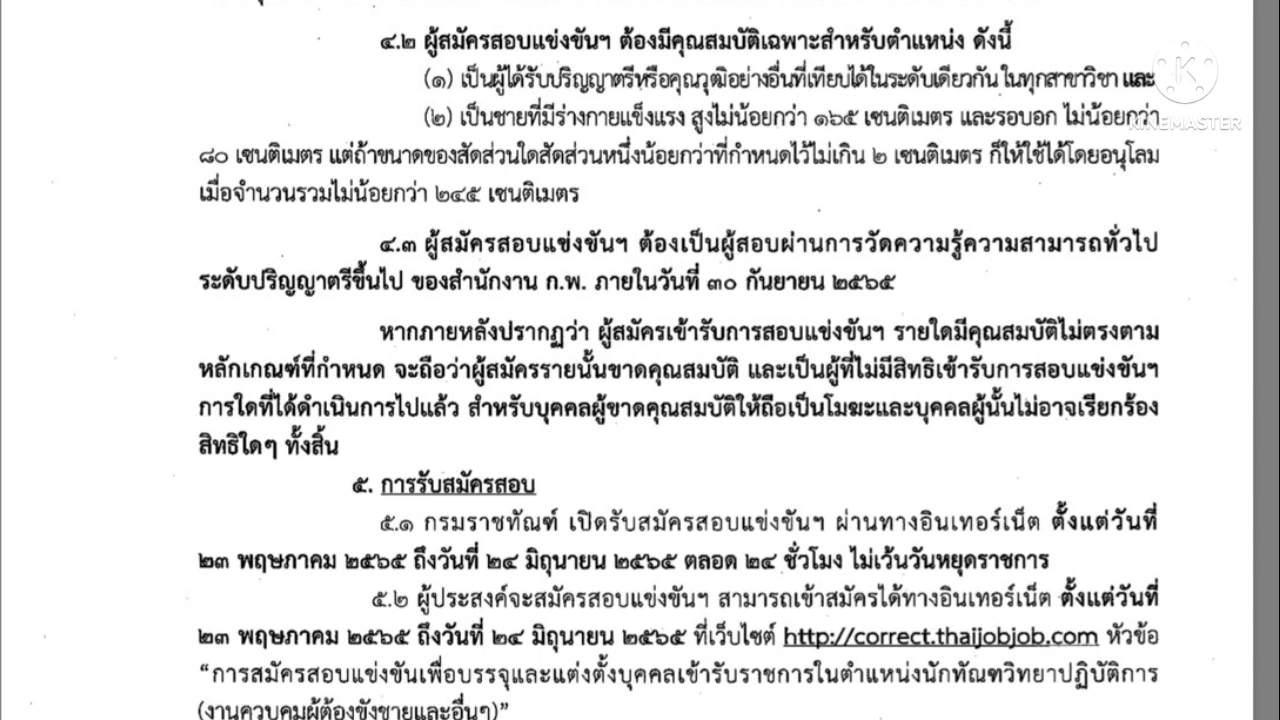 ๔.๒ ผู้สมัครสอบแข่งขันฯ ต้องมีคุณสมบัติเฉพาะสำหรับตำแหน่ง ดังนี้
(๑) เป็นผู้ได้รับปริญญาตรีหรือคุณวุฒิอย่างอื่นที่เทียบได้ในระดับเดียวกัน ในทุกสาขาวิชา และ
(๒) เป็นชายที่มีร่างกายแข็งแรง สูงไม่น้อยกว่า ๑๖๕ เซนติเมตร และรอบอก ไม่น้อยกว่า
KINEMASTER
๘๐ เซนติเมตร แต่ถ้าขนาดของสัดส่วนใดสัดส่วนหนึ่งน้อยกว่าที่กำหนดไว้ไม่เกิน ๒ เซนติเมตร ก็ให้ใช้ได้โดยอนุโลม
เมื่อจำนวนรวมไม่น้อยกว่า ๒๔๕ เซนติเมตร
๔.๓ ผู้สมัครสอบแข่งขันฯ ต้องเป็นผู้สอบผ่านการวัดความรู้ความสามารถทั่วไป
ระดับปริญญาตรีขึ้นไป ของสำนักงาน ก.พ. ภายในวันที่ ๓๐ กันยายน ๒๕๖๕
หากภายหลังปรากฏว่า ผู้สมัครเข้ารับการสอบแข่งขันฯ รายใดมีคุณสมบัติไม่ตรงตาม
หลักเกณฑ์ที่กำหนด จะถือว่าผู้สมัครรายนั้นขาดคุณสมบัติ และเป็นผู้ที่ไม่มีสิทธิเข้ารับการสอบแข่งขันฯ
การใดที่ได้ดำเนินการไปแล้ว สำหรับบุคคลผู้ขาดคุณสมบัติให้ถือเป็นโมฆะและบุคคลผู้นั้นไม่อาจเรียกร้อง
สิทธิใดๆ ทั้งสิ้น
๕. การรับสมัครสอบ
๕.๑ กรมราชทัณฑ์ เปิดรับสมัครสอบแข่งขันฯ ผ่านทางอินเทอร์เน็ต ตั้งแต่วันที่
๒๓ พฤษภาคม ๒๕๖๕ ถึงวันที่ ๒๔ มิถุนายน ๒๕๖๕ ตลอด ๒๔ ชั่วโมง ไม่เว้นวันหยุดราชการ
๕.๒ ผู้ประสงค์จะสมัครสอบแข่งขันฯ สามารถเข้าสมัครได้ทางอินเทอร์เน็ต ตั้งแต่วันที่
๒๓ พฤษภาคม ๒๕๖๕ ถึงวันที่ ๒๔ มิถุนายน ๒๕๖๕ ที่เว็บไซต์ http://correct.thaijobjob.com หัวข้อ
“การสมัครสอบแข่งขันเพื่อบรรจุและแต่งตั้งบุคคลเข้ารับราชการในตำแหน่งนักทัณฑวิทยาปฏิบัติการ
(งานควบคุมผู้ต้องขังชายและอื่นๆ)”